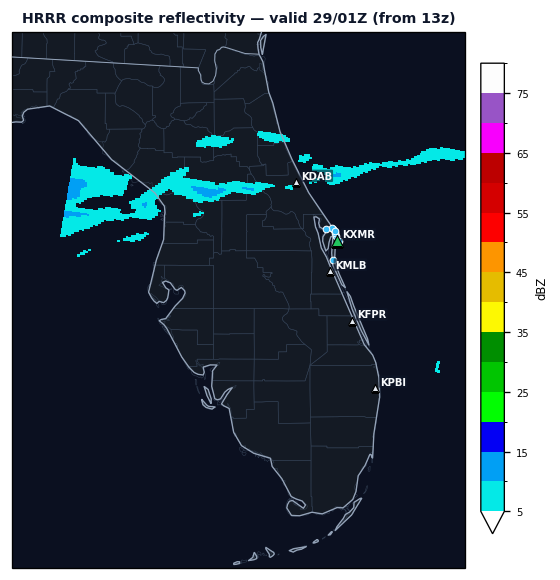 HRRR composite reflectivity — valid 29/01Z (from 13z)
KDAB
KXMR
KMLB
KFPR
KPBI
75
65
55
45
35
25
15
5
dBZ